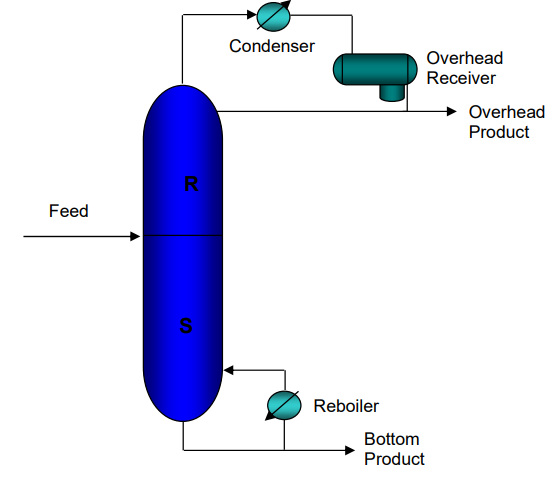 Condenser
Overhead
Receiver
Overhead
Product
R
Feed
S
Reboiler
Bottom
Product